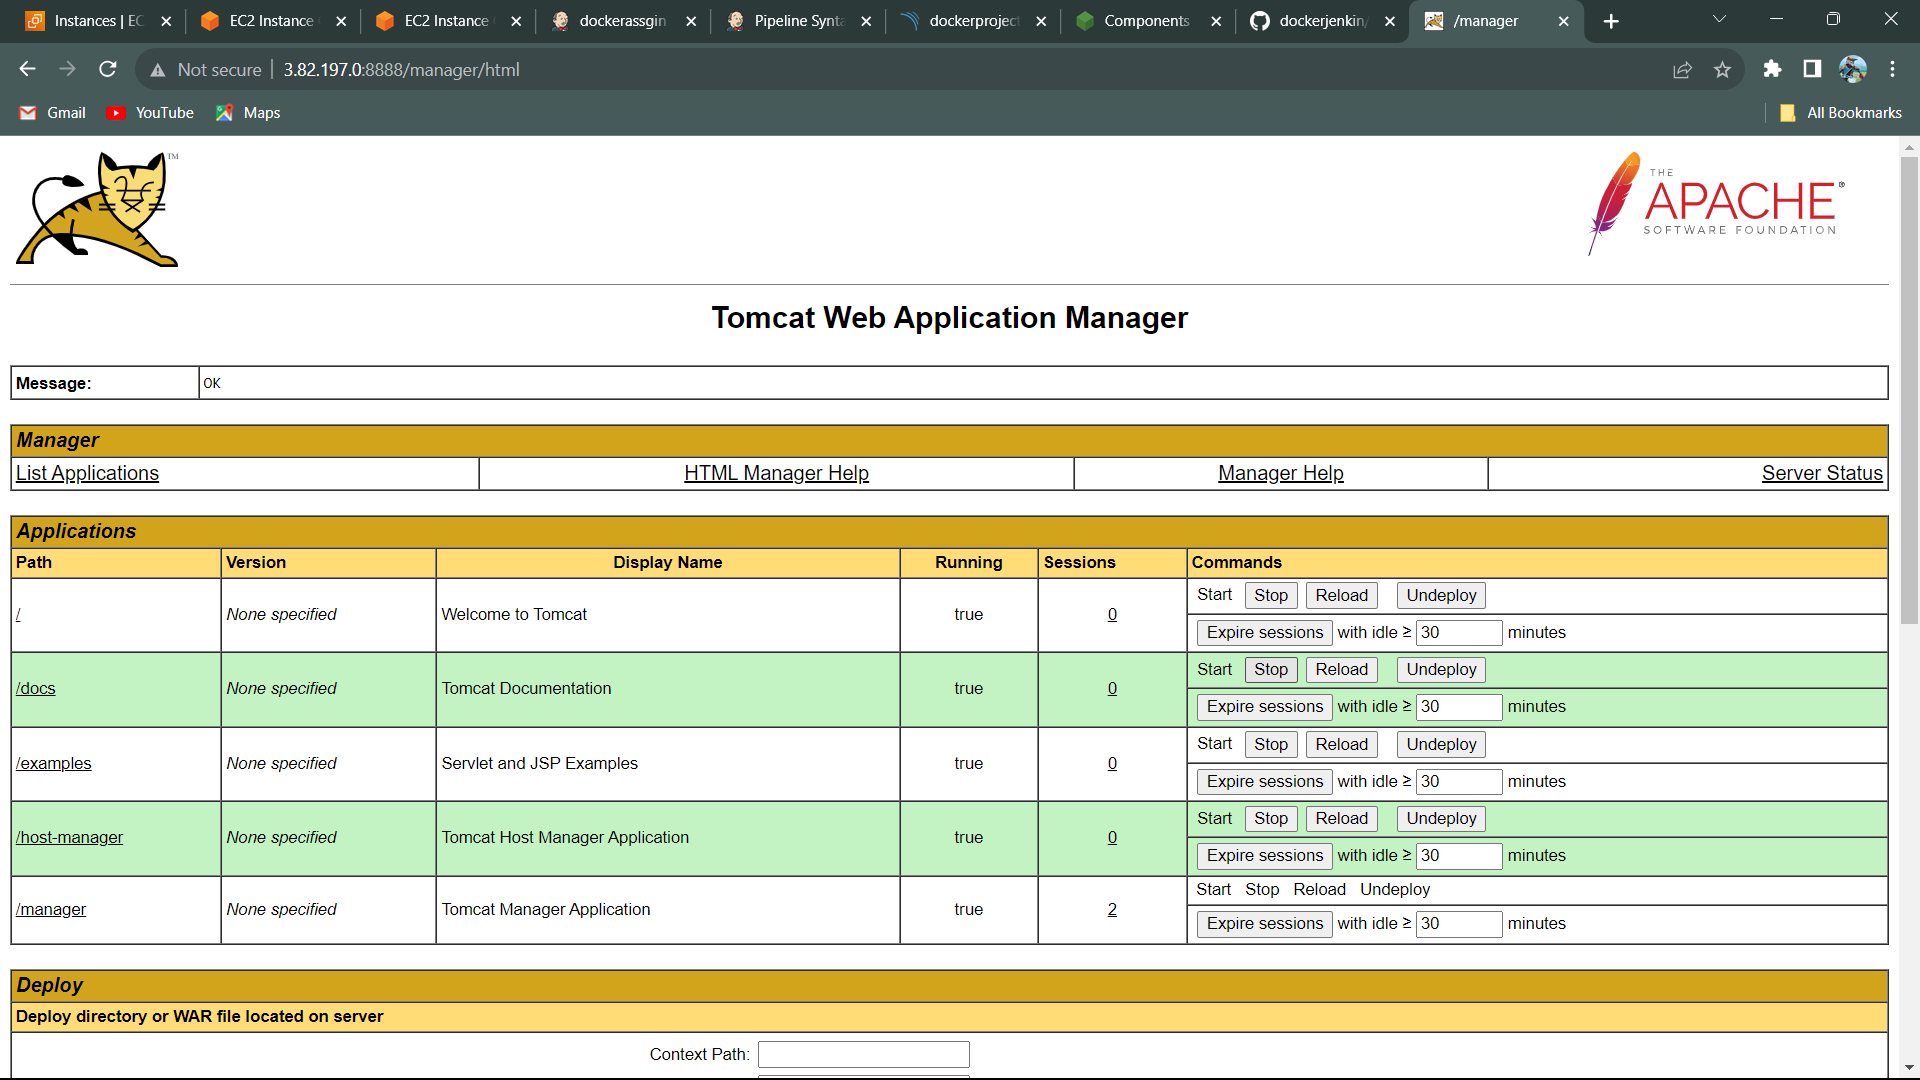 Instances | EC
EC2 Instance
EC2 Instance
dockerassgin
Pipeline Synta
dockerproject
Components
dockerjenkin/
/manager
Not secure
3.82.197.0:8888/manager/html
Gmail
YouTube
Maps
All Bookmarks
TM
THE
APACHE®
SOFTWARE FOUNDATION
Tomcat Web Application Manager
Message: OK
Manager
List Applications HTML Manager Help Manager Help Server Status
Applications
Path Version Display Name Running Sessions Commands
/ None specified Welcome to Tomcat true 0 Start Stop Reload Undeploy
Expire sessions with idle ≥ 30 minutes
/docs None specified Tomcat Documentation true 0 Start Stop Reload Undeploy
Expire sessions with idle ≥ 30 minutes
/examples None specified Servlet and JSP Examples true 0 Start Stop Reload Undeploy
Expire sessions with idle ≥ 30 minutes
/host-manager None specified Tomcat Host Manager Application true 0 Start Stop Reload Undeploy
Expire sessions with idle ≥ 30 minutes
/manager None specified Tomcat Manager Application true 2 Start Stop Reload Undeploy
Expire sessions with idle ≥ 30 minutes
Deploy
Deploy directory or WAR file located on server
Context Path: